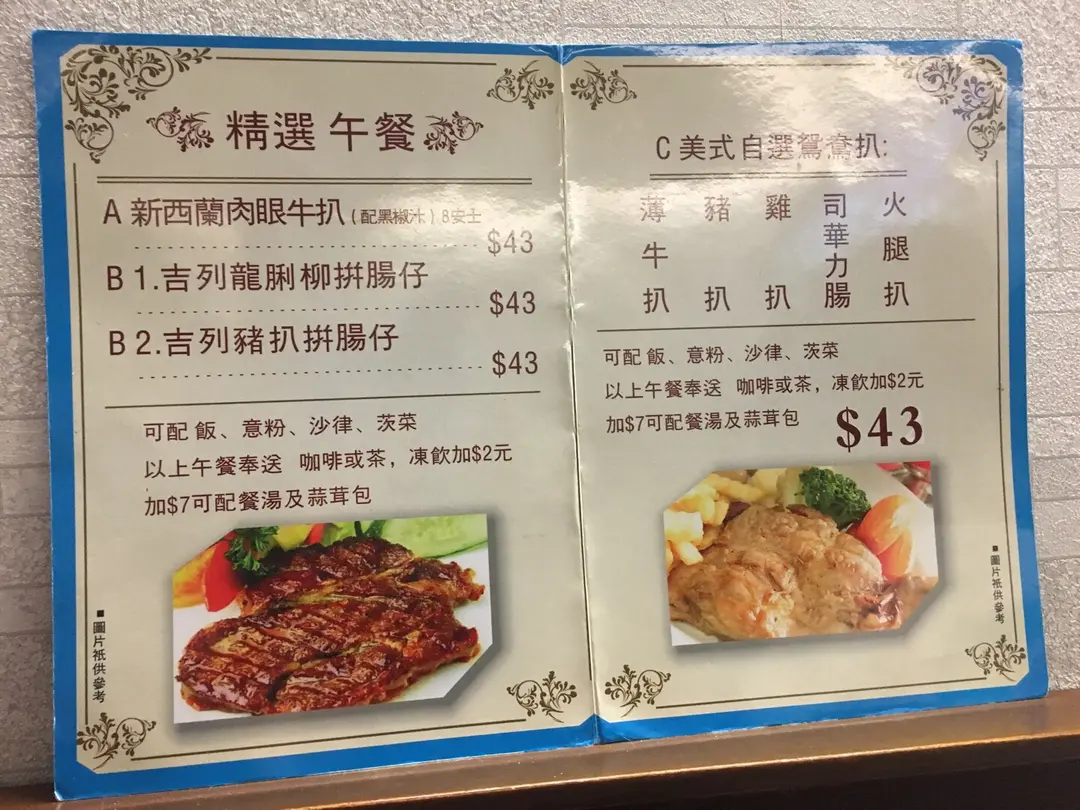 精選 午餐
A 新西蘭肉眼牛扒 (配黑椒汁) 8安士
$43
B 1.吉列龍脷柳拼腸仔
$43
B 2.吉列豬扒拼腸仔
$43
可配 飯、意粉、沙律、茨菜
以上午餐奉送 咖啡或茶，凍飲加$2元
加$7可配餐湯及蒜茸包
■圖片祇供參考
C 美式自選鴛鴦扒:
薄牛扒
豬扒
雞扒
司華力腸
火腿扒
可配 飯、意粉、沙律、茨菜
以上午餐奉送 咖啡或茶，凍飲加$2元
加$7可配餐湯及蒜茸包
$43
■圖片祇供參考